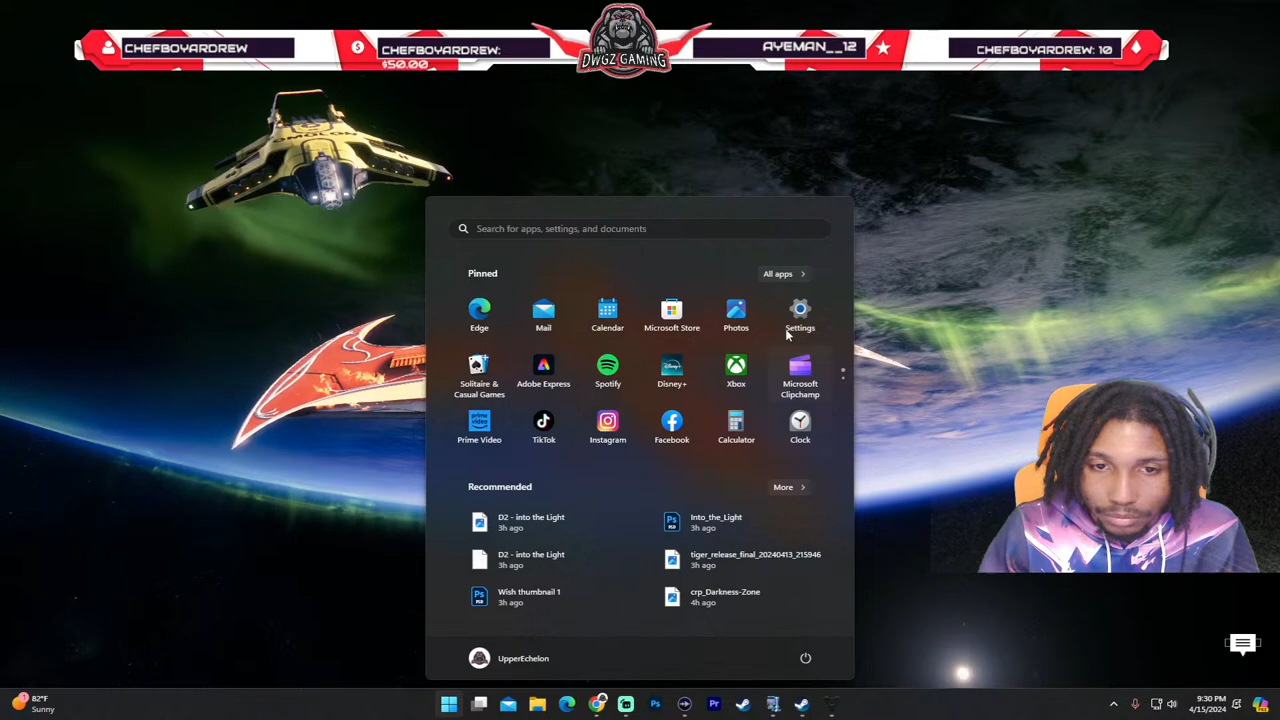 CHEFBOYARDREW
CHEFBOYARDREW:
$50.00
DWGZ GAMING
AYEMAN__12
CHEFBOYARDREW: 10
OMOLON
Search for apps, settings, and documents
Pinned
All apps
Edge
Mail
Calendar
Microsoft Store
Photos
Settings
Solitaire &
Casual Games
Adobe Express
Spotify
Disney+
Xbox
Microsoft
Clipchamp
Prime Video
TikTok
Instagram
Facebook
Calculator
Clock
Recommended
More
D2 - into the Light
3h ago
Into_the_Light
3h ago
D2 - into the Light
3h ago
tiger_release_final_20240413_215946
3h ago
Wish thumbnail 1
3h ago
crp_Darkness-Zone
4h ago
UpperEchelon
82°F
Sunny
9:30 PM
4/15/2024